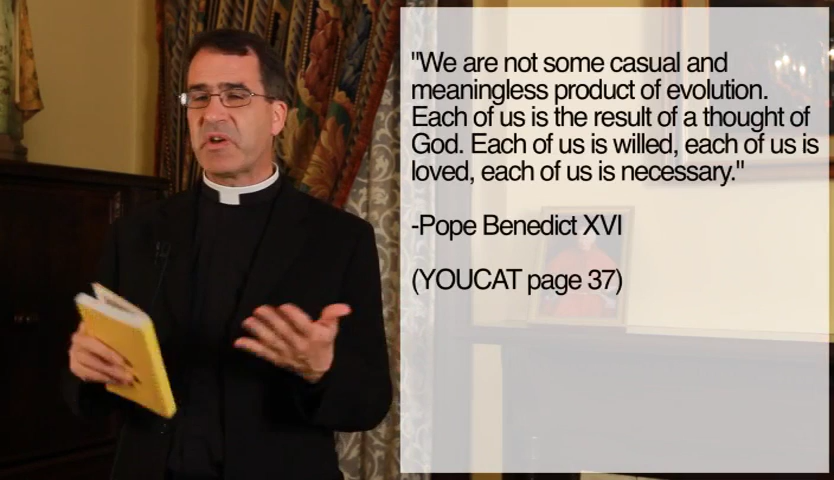 "We are not some casual and
meaningless product of evolution.
Each of us is the result of a thought of
God. Each of us is willed, each of us is
loved, each of us is necessary."
-Pope Benedict XVI
(YOUCAT page 37)